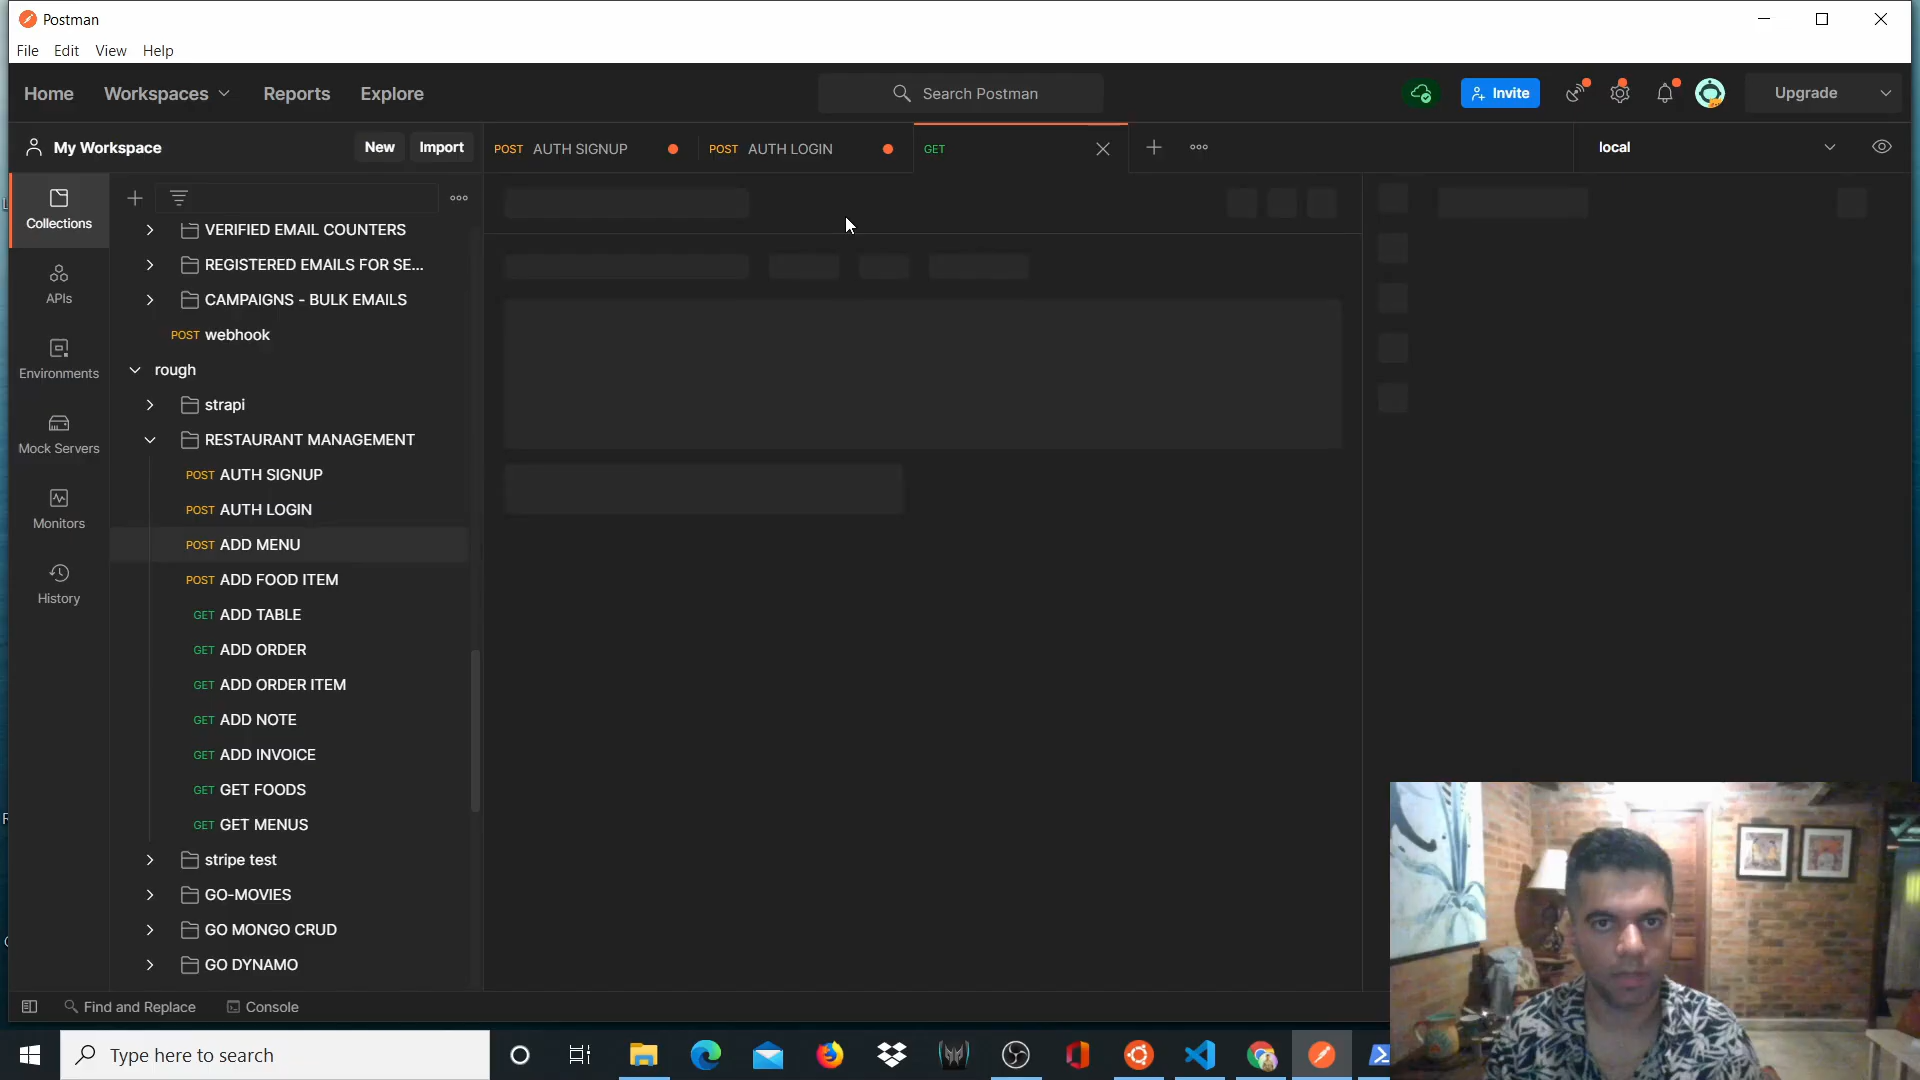 Postman
File Edit View Help
Home Workspaces Reports Explore Search Postman Invite Upgrade
My Workspace New Import POST AUTH SIGNUP POST AUTH LOGIN GET local
Collections
APIs
Environments
Mock Servers
Monitors
History
VERIFIED EMAIL COUNTERS
REGISTERED EMAILS FOR SE...
CAMPAIGNS - BULK EMAILS
POST webhook
rough
strapi
RESTAURANT MANAGEMENT
POST AUTH SIGNUP
POST AUTH LOGIN
POST ADD MENU
POST ADD FOOD ITEM
GET ADD TABLE
GET ADD ORDER
GET ADD ORDER ITEM
GET ADD NOTE
GET ADD INVOICE
GET GET FOODS
GET GET MENUS
stripe test
GO-MOVIES
GO MONGO CRUD
GO DYNAMO
Find and Replace Console
Type here to search